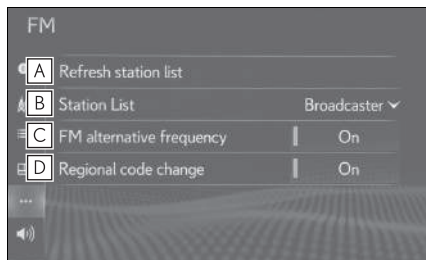 FM
A Refresh station list
B Station List Broadcaster
C FM alternative frequency On
D Regional code change On